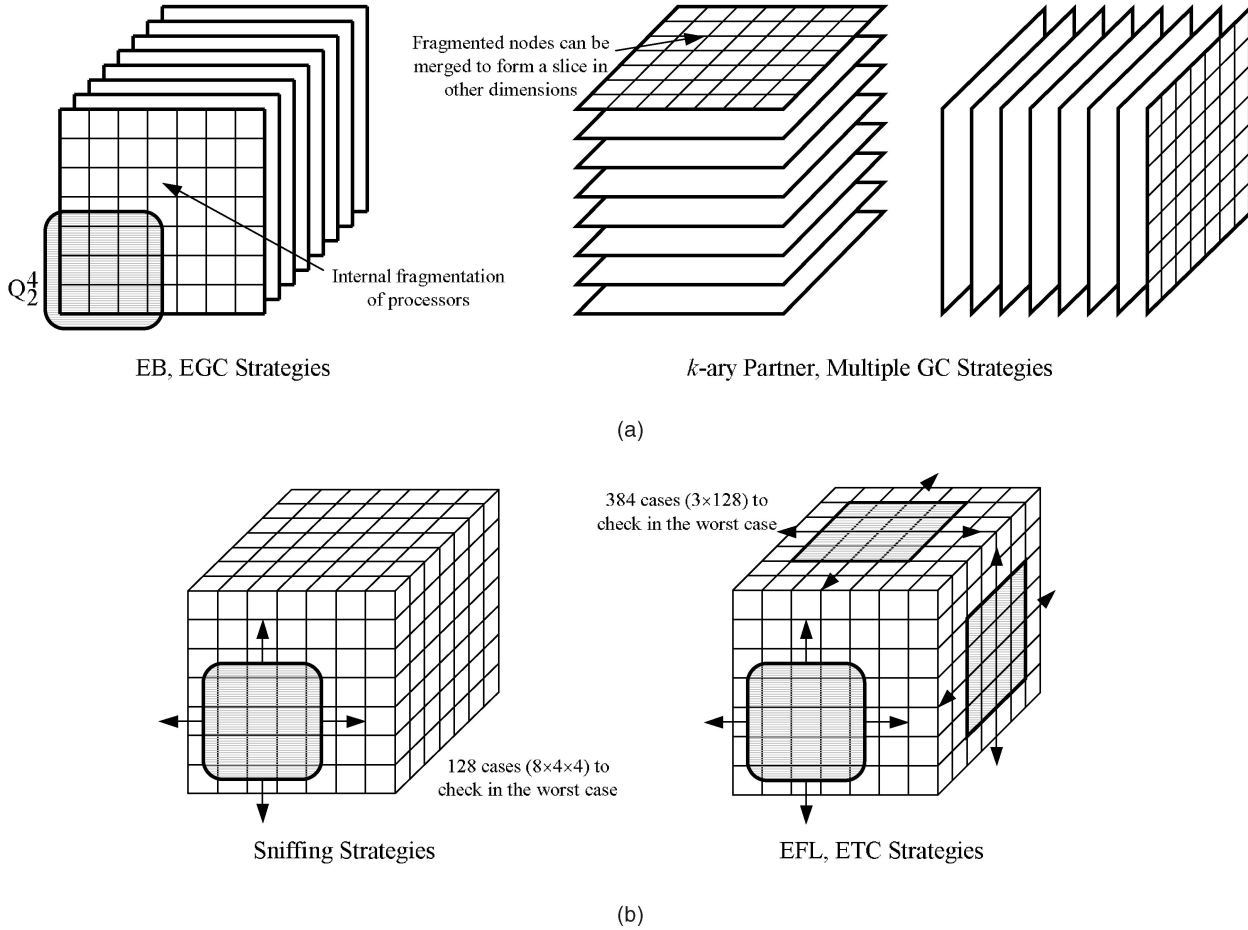 Fragmented nodes can be
merged to form a slice in
other dimensions
Q₂⁴
Internal fragmentation
of processors
EB, EGC Strategies
k-ary Partner, Multiple GC Strategies
(a)
384 cases (3×128) to
check in the worst case
128 cases (8×4×4) to
check in the worst case
Sniffing Strategies
EFL, ETC Strategies
(b)